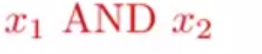 x₁ AND x₂